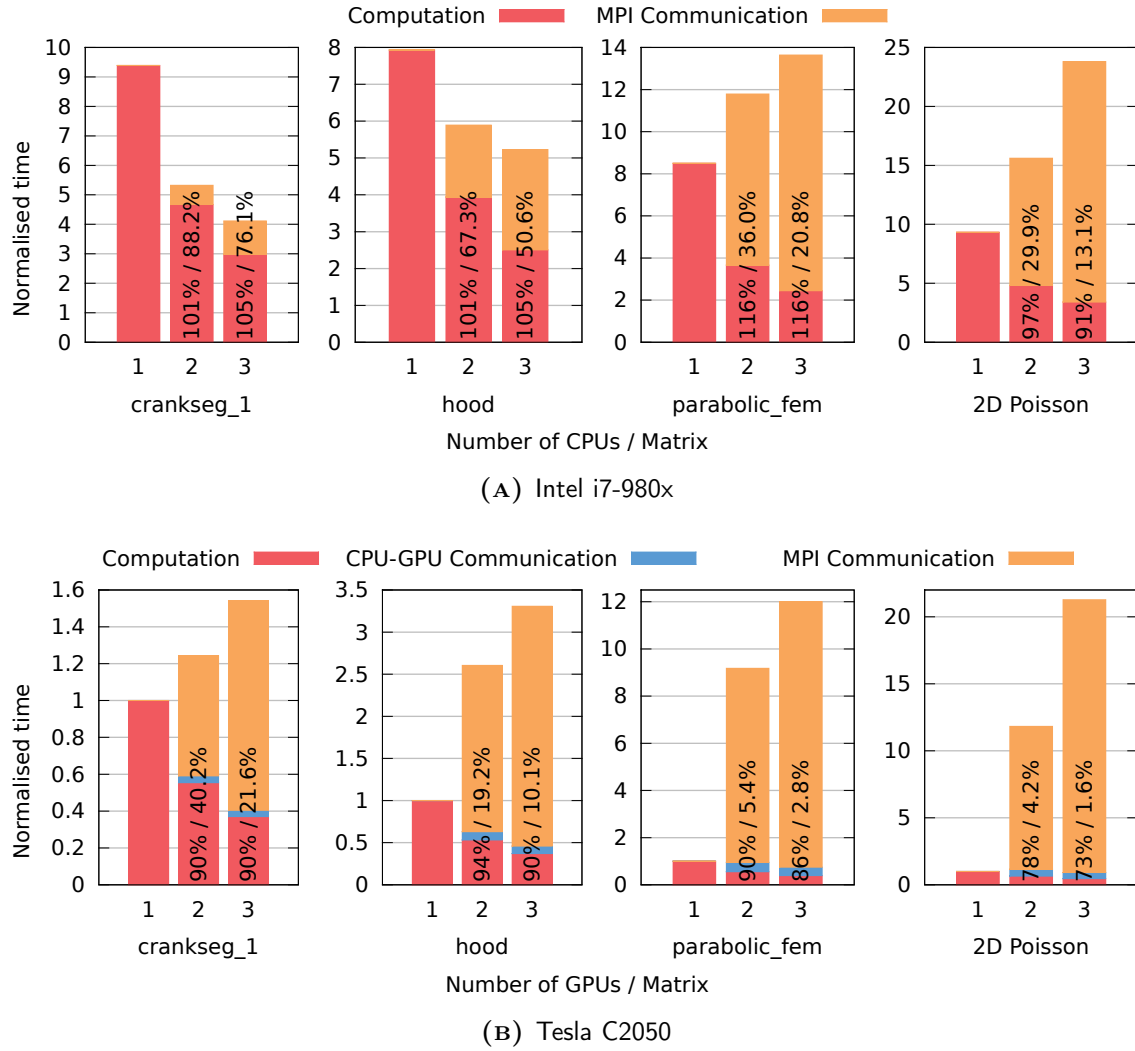 Computation MPI Communication
Normalised time
10 9 8 7 6 5 4 3 2 1 0
101% / 88.2% 105% / 76.1%
1 2 3
crankseg_1
8 7 6 5 4 3 2 1 0
101% / 67.3% 105% / 50.6%
1 2 3
hood
14 12 10 8 6 4 2 0
116% / 36.0% 116% / 20.8%
1 2 3
parabolic_fem
25 20 15 10 5 0
97% / 29.9% 91% / 13.1%
1 2 3
2D Poisson
Number of CPUs / Matrix
(A) Intel i7-980x
Computation CPU-GPU Communication MPI Communication
Normalised time
1.6 1.4 1.2 1 0.8 0.6 0.4 0.2 0
90% / 40.2% 90% / 21.6%
1 2 3
crankseg_1
3.5 3 2.5 2 1.5 1 0.5 0
94% / 19.2% 90% / 10.1%
1 2 3
hood
12 10 8 6 4 2 0
90% / 5.4% 86% / 2.8%
1 2 3
parabolic_fem
20 15 10 5 0
78% / 4.2% 73% / 1.6%
1 2 3
2D Poisson
Number of GPUs / Matrix
(B) Tesla C2050